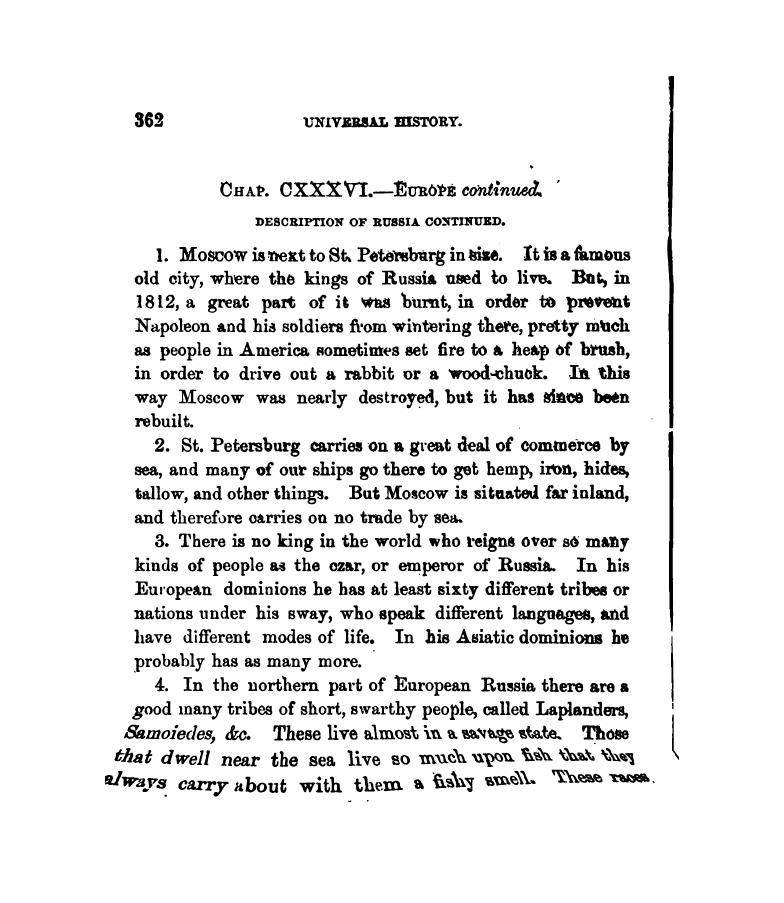 362 UNIVERSAL HISTORY.
CHAP. CXXXVI.—EUROPE continued.
DESCRIPTION OF RUSSIA CONTINUED.
1. Moscow is next to St. Petersburg in size. It is a famous
old city, where the kings of Russia used to live. But, in
1812, a great part of it was burnt, in order to prevent
Napoleon and his soldiers from wintering there, pretty much
as people in America sometimes set fire to a heap of brush,
in order to drive out a rabbit or a wood-chuck. In this
way Moscow was nearly destroyed, but it has since been
rebuilt.
2. St. Petersburg carries on a great deal of commerce by
sea, and many of our ships go there to get hemp, iron, hides,
tallow, and other things. But Moscow is situated far inland,
and therefore carries on no trade by sea.
3. There is no king in the world who reigns over so many
kinds of people as the czar, or emperor of Russia. In his
European dominions he has at least sixty different tribes or
nations under his sway, who speak different languages, and
have different modes of life. In his Asiatic dominions he
probably has as many more.
4. In the northern part of European Russia there are a
good many tribes of short, swarthy people, called Laplanders,
Samoiedes, &c. These live almost in a savage state. Those
that dwell near the sea live so much upon fish that they
always carry about with them a fishy smell. These races